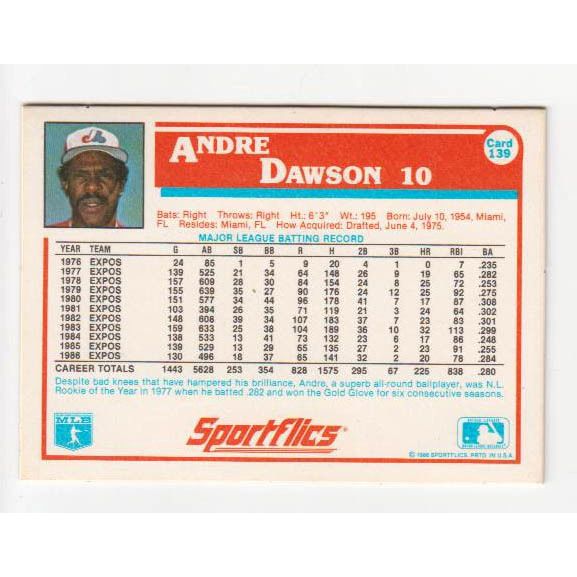 ANDRE
DAWSON 10
Card
139
Bats: Right Throws: Right Ht.: 6'3" Wt.: 195 Born: July 10, 1954, Miami,
FL Resides: Miami, FL How Acquired: Drafted, June 4, 1975.
MAJOR LEAGUE BATTING RECORD
YEAR TEAM G AB SB BB R H 2B 3B HR RBI BA
1976 EXPOS 24 85 1 5 9 20 4 1 0 7 .235
1977 EXPOS 139 525 21 34 64 148 26 9 19 65 .282
1978 EXPOS 157 609 28 30 84 154 24 8 25 72 .253
1979 EXPOS 155 639 35 27 90 176 24 12 25 92 .275
1980 EXPOS 151 577 34 44 96 178 41 7 17 87 .308
1981 EXPOS 103 394 26 35 71 119 21 3 24 64 .302
1982 EXPOS 148 608 39 34 107 183 37 7 23 83 .301
1983 EXPOS 159 633 25 38 104 189 36 10 32 113 .299
1984 EXPOS 138 533 13 41 73 132 23 6 17 86 .248
1985 EXPOS 139 529 13 29 65 135 27 2 23 91 .255
1986 EXPOS 130 496 18 37 65 141 32 2 20 78 .284
CAREER TOTALS 1443 5628 253 354 828 1575 295 67 225 838 .280
Despite bad knees that have hampered his brilliance, Andre, a superb all-round ballplayer, was N.L.
Rookie of the Year in 1977 when he batted .282 and won the Gold Glove for six consecutive seasons.
MLB
Sportflics
© 1986 SPORTFLICS, PRTD. IN U.S.A.